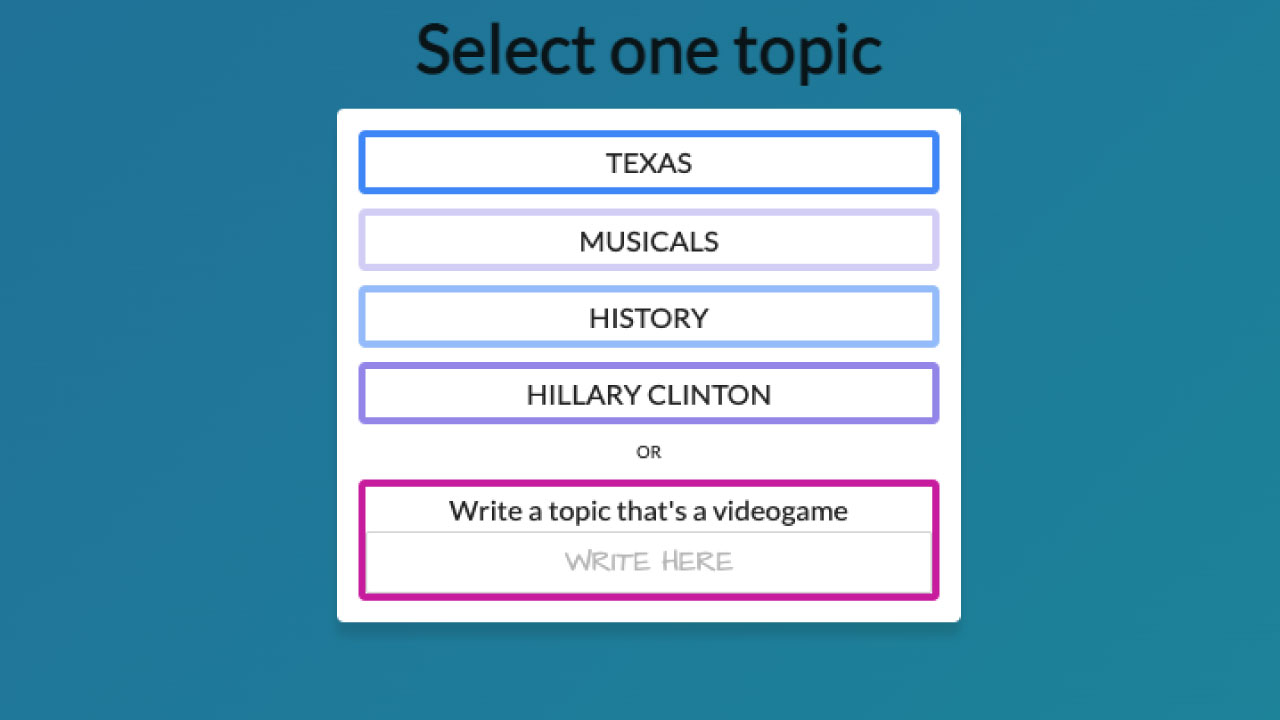 Select one topic
TEXAS
MUSICALS
HISTORY
HILLARY CLINTON
OR
Write a topic that's a videogame
WRITE HERE